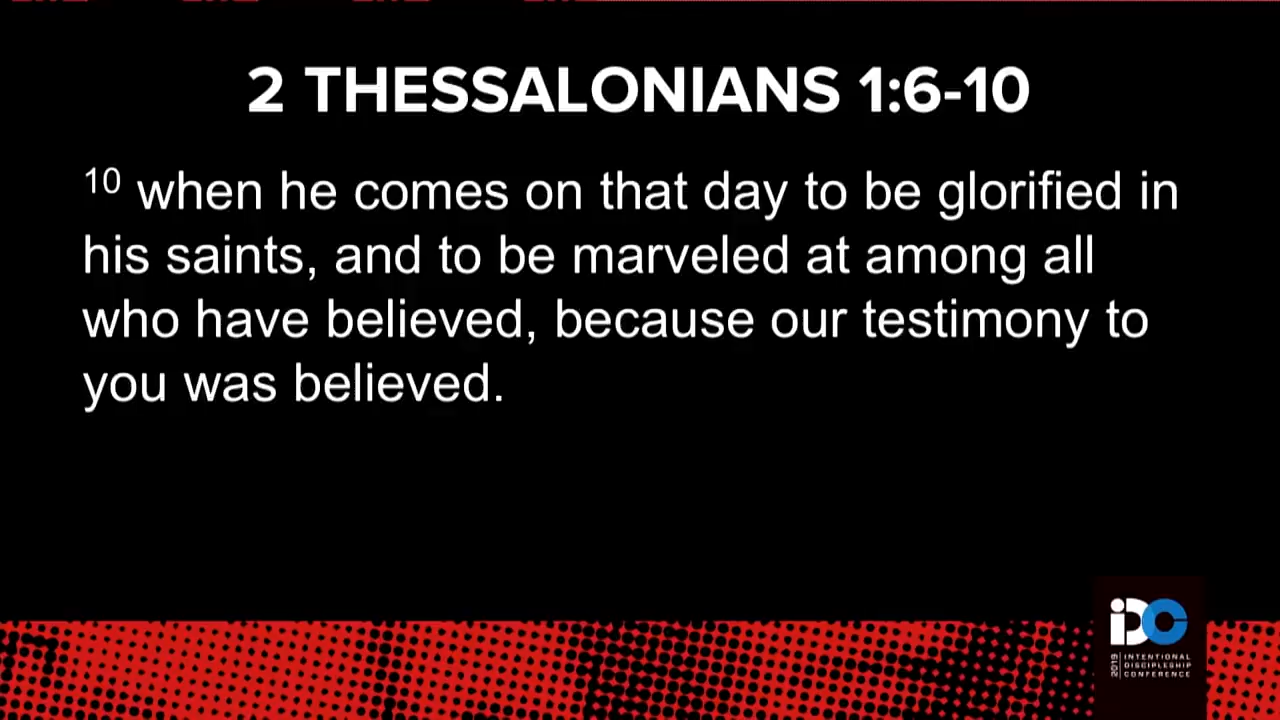 2 THESSALONIANS 1:6-10
10 when he comes on that day to be glorified in
his saints, and to be marveled at among all
who have believed, because our testimony to
you was believed.
iDC
2019
INTENTIONAL
DISCIPLESHIP
CONFERENCE